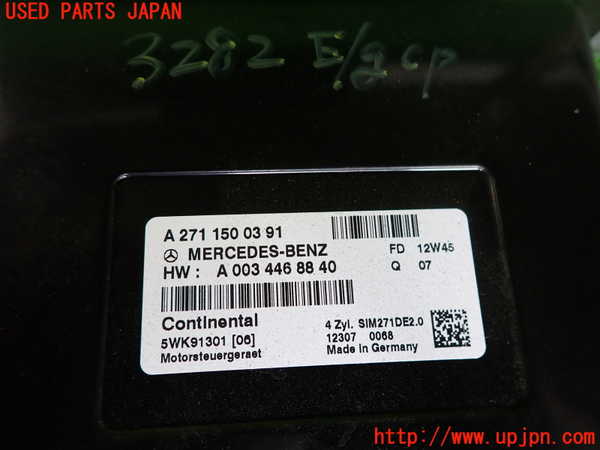 USED PARTS JAPAN
3282 E/g cp
A 271 150 03 91
MERCEDES-BENZ FD 12W45
HW : A 003 446 88 40 Q 07
Continental 4 Zyl. SIM271DE2.0
5WK91301 [06] 12307 0068
Motorsteuergeraet Made in Germany
http://www.upjpn.com/